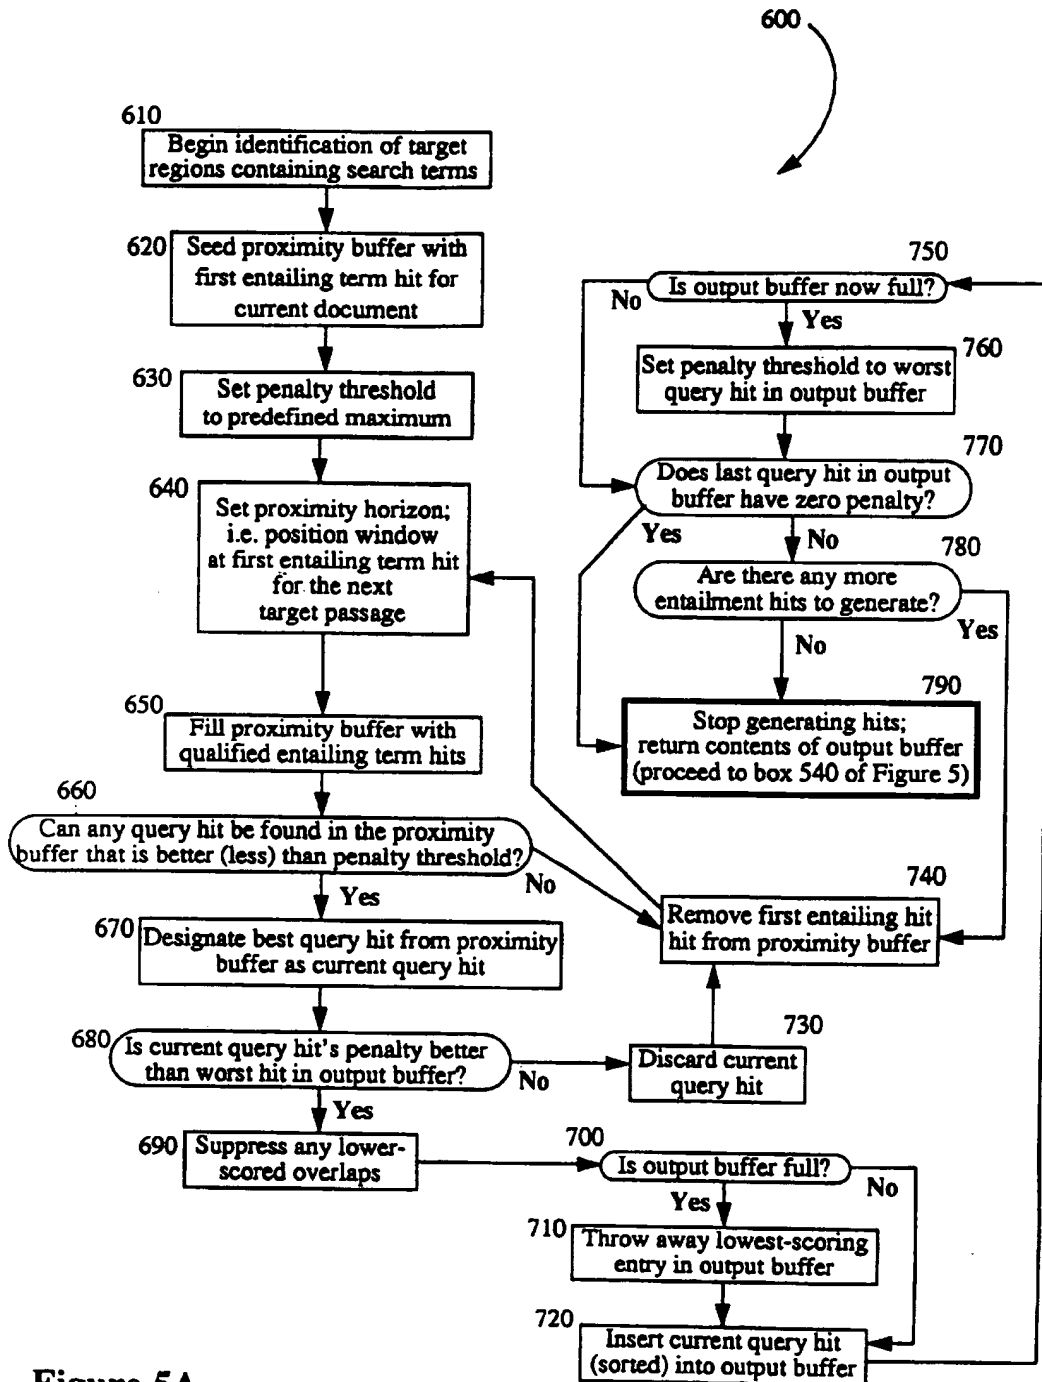 600
610
Begin identification of target
regions containing search terms
620
Seed proximity buffer with
first entailing term hit for
current document
630
Set penalty threshold
to predefined maximum
640
Set proximity horizon;
i.e. position window
at first entailing term hit
for the next
target passage
650
Fill proximity buffer with
qualified entailing term hits
660
Can any query hit be found in the proximity
buffer that is better (less) than penalty threshold?
No
Yes
670
Designate best query hit from proximity
buffer as current query hit
680
Is current query hit's penalty better
than worst hit in output buffer?
No
Yes
690
Suppress any lower-
scored overlaps
700
Is output buffer full?
No
Yes
710
Throw away lowest-scoring
entry in output buffer
720
Insert current query hit
(sorted) into output buffer
730
Discard current
query hit
740
Remove first entailing hit
hit from proximity buffer
750
Is output buffer now full?
No
Yes
760
Set penalty threshold to worst
query hit in output buffer
770
Does last query hit in output
buffer have zero penalty?
Yes
No
780
Are there any more
entailment hits to generate?
Yes
No
790
Stop generating hits;
return contents of output buffer
(proceed to box 540 of Figure 5)
Figure 5A